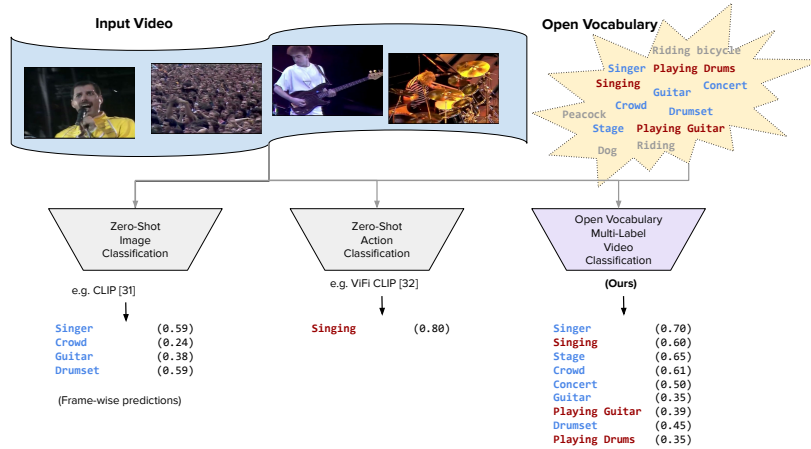 Input Video
Open Vocabulary
Riding bicycle
Singer Playing Drums
Singing
Guitar
Concert
Crowd
Drumset
Peacock
Stage
Playing Guitar
Dog
Riding
Zero-Shot
Image
Classification
Zero-Shot
Action
Classification
Open Vocabulary
Multi-Label
Video
Classification
e.g. CLIP [31]
e.g. ViFi CLIP [32]
(Ours)
Singer (0.59)
Crowd (0.24)
Guitar (0.38)
Drumset (0.59)
(Frame-wise predictions)
Singing (0.80)
Singer (0.70)
Singing (0.60)
Stage (0.65)
Crowd (0.61)
Concert (0.50)
Guitar (0.35)
Playing Guitar (0.39)
Drumset (0.45)
Playing Drums (0.35)